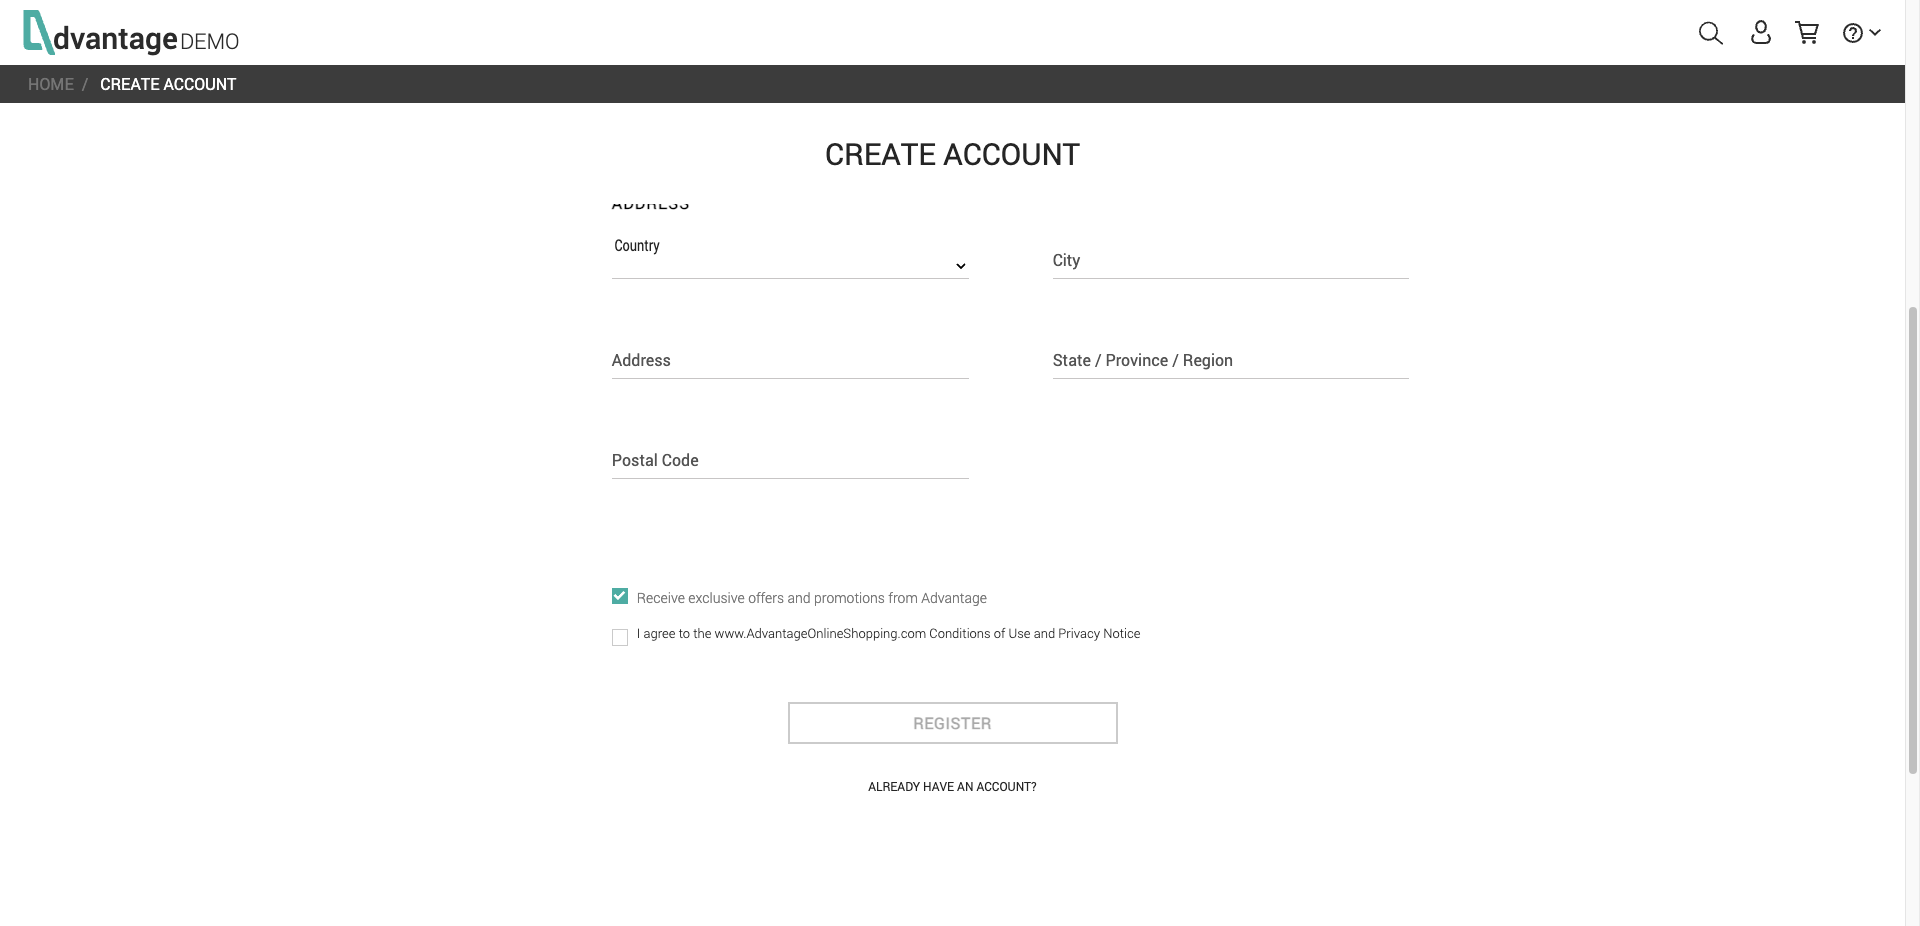 dvantage DEMO
HOME / CREATE ACCOUNT
CREATE ACCOUNT
ADDRESS
Country
City
Address
State / Province / Region
Postal Code
Receive exclusive offers and promotions from Advantage
I agree to the www.AdvantageOnlineShopping.com Conditions of Use and Privacy Notice
REGISTER
ALREADY HAVE AN ACCOUNT?